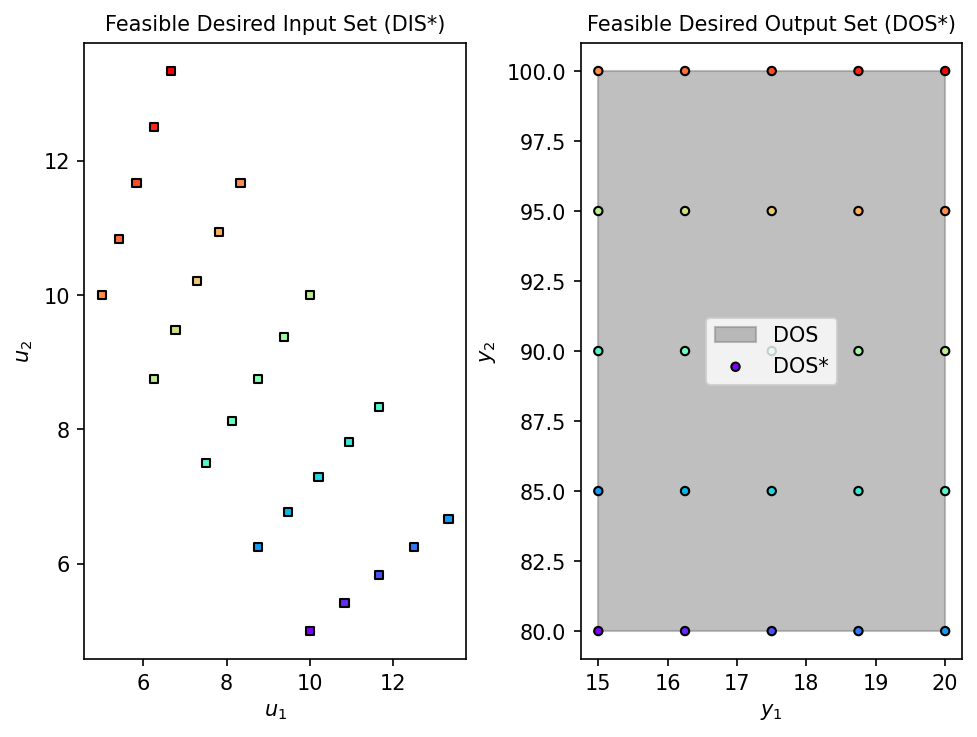 Feasible Desired Input Set (DIS*)
12
10
8
6
u₂
6
8
10
12
u₁
Feasible Desired Output Set (DOS*)
100.0
97.5
95.0
92.5
90.0
87.5
85.0
82.5
80.0
y₂
DOS
DOS*
15
16
17
18
19
20
y₁